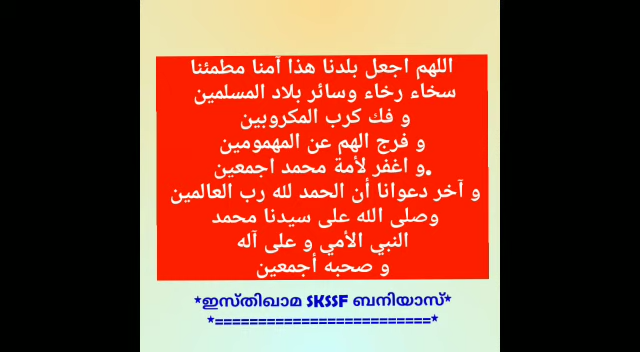 اللهم اجعل بلدنا هذا آمنا مطمئنا
سخاء رخاء وسائر بلاد المسلمين
و فك كرب المكروبين
و فرج الهم عن المهمومين
.و اغفر لأمة محمد اجمعين
و آخر دعوانا أن الحمد لله رب العالمين
وصلى الله على سيدنا محمد
النبي الأمي و على آله
و صحبه أجمعين
*ഇസ്തിഖാമ SKSSF ബനിയാസ്*
*=========================*